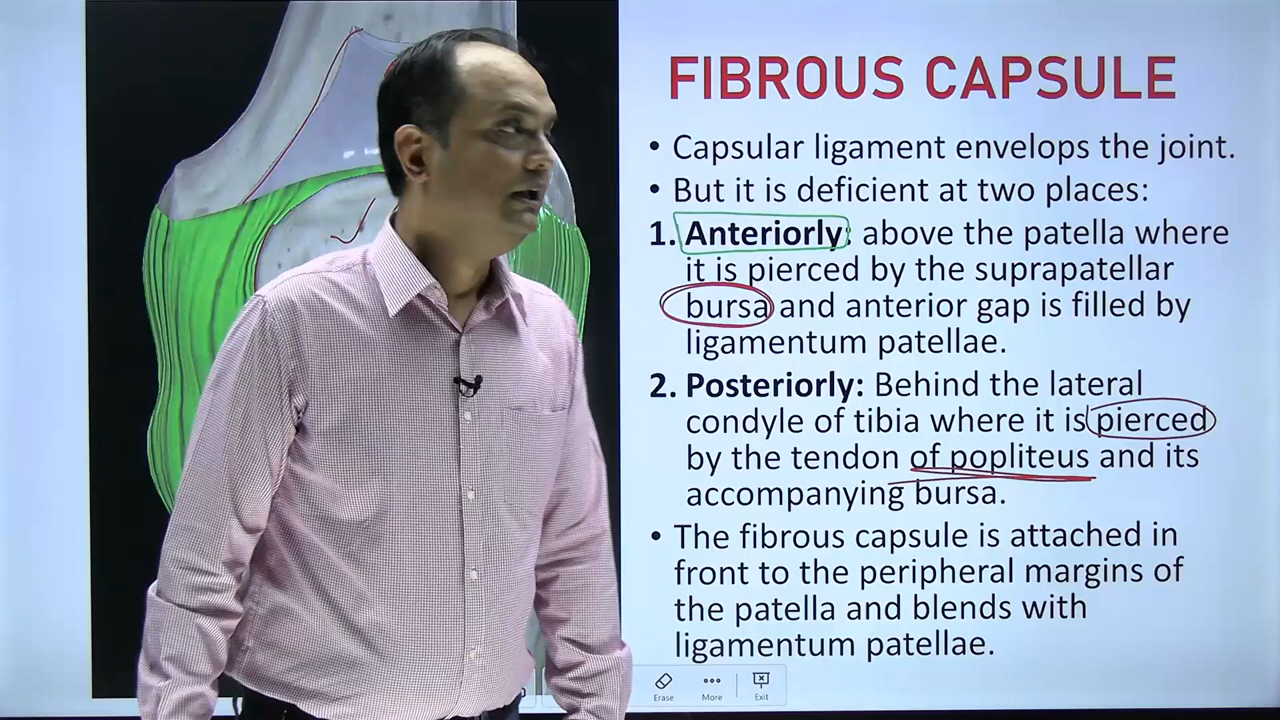 FIBROUS CAPSULE
• Capsular ligament envelops the joint.
• But it is deficient at two places:
1. Anteriorly: above the patella where
it is pierced by the suprapatellar
bursa and anterior gap is filled by
ligamentum patellae.
2. Posteriorly: Behind the lateral
condyle of tibia where it is pierced
by the tendon of popliteus and its
accompanying bursa.
• The fibrous capsule is attached in
front to the peripheral margins of
the patella and blends with
ligamentum patellae.
Erase
More
Exit